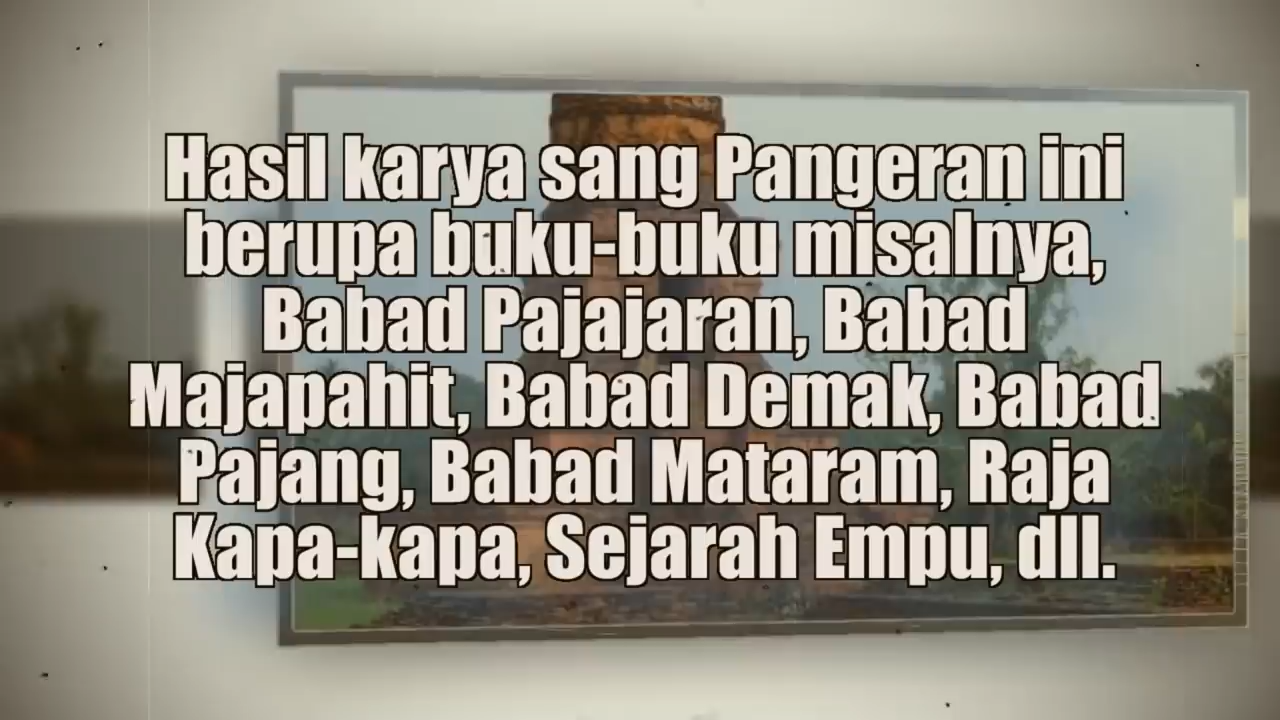 Hasil karya sang Pangeran ini
berupa buku-buku misalnya,
Babad Pajajaran, Babad
Majapahit, Babad Demak, Babad
Pajang, Babad Mataram, Raja
Kapa-kapa, Sejarah Empu, dll.